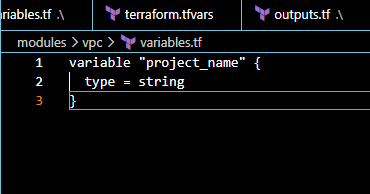 riables.tf .\ terraform.tfvars outputs.tf .\
modules > vpc > variables.tf
1 variable "project_name" {
2 type = string
3 }